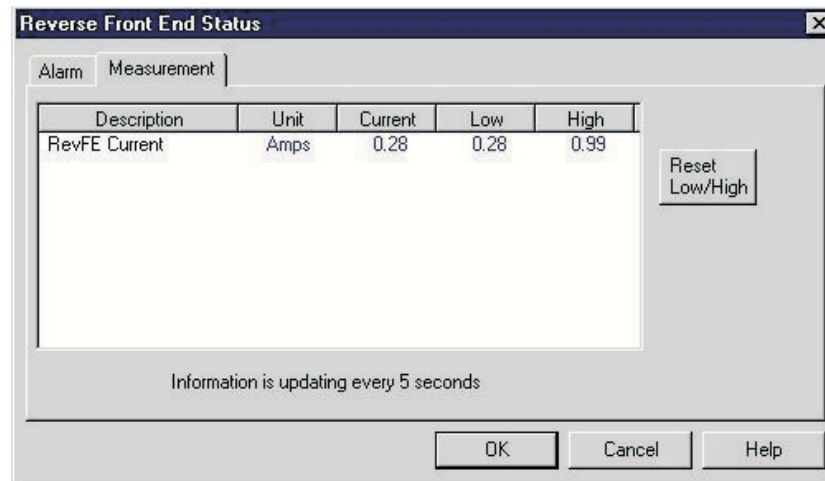 Reverse Front End Status
Alarm Measurement
Description Unit Current Low High
RevFE Current Amps 0.28 0.28 0.99
Reset
Low/High
Information is updating every 5 seconds
OK Cancel Help